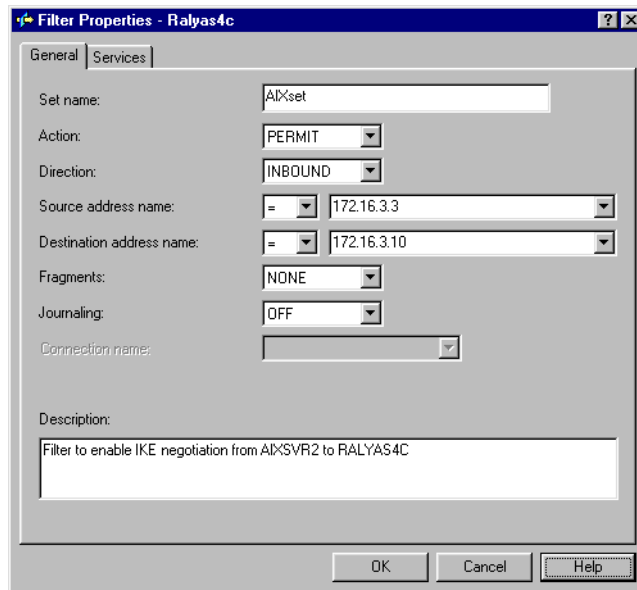 Filter Properties - Ralyas4c
General Services
Set name: AIXset
Action: PERMIT
Direction: INBOUND
Source address name: = 172.16.3.3
Destination address name: = 172.16.3.10
Fragments: NONE
Journaling: OFF
Connection name:
Description:
Filter to enable IKE negotiation from AIXSVR2 to RALYAS4C
OK Cancel Help